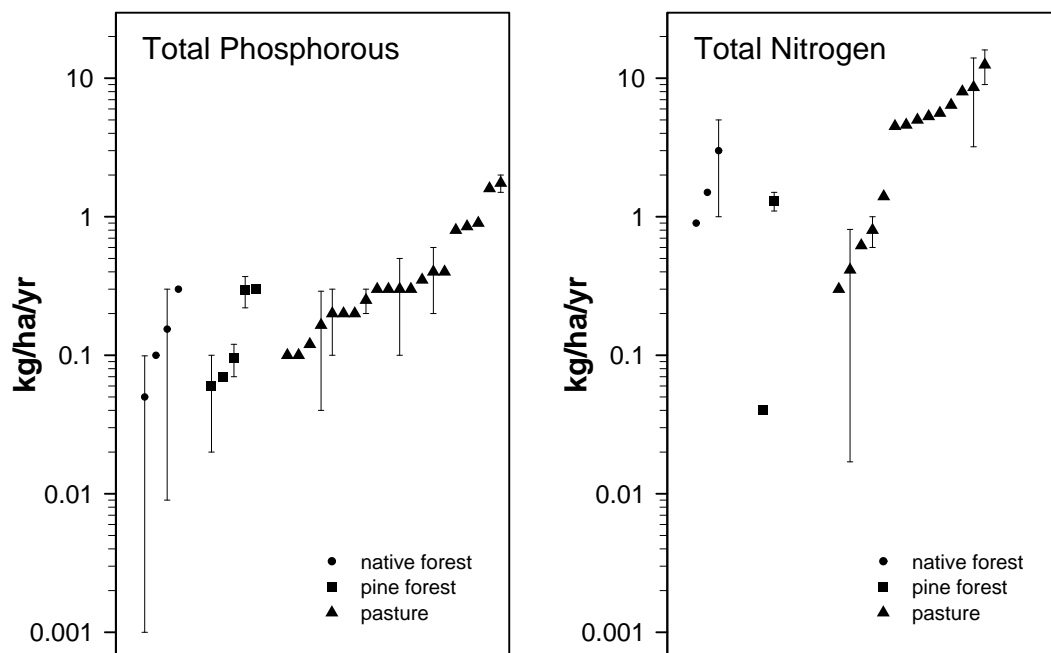 Total Phosphorous
10
1
0.1
0.01
0.001
kg/ha/yr
native forest
pine forest
pasture
Total Nitrogen
10
1
0.1
0.01
0.001
kg/ha/yr
native forest
pine forest
pasture